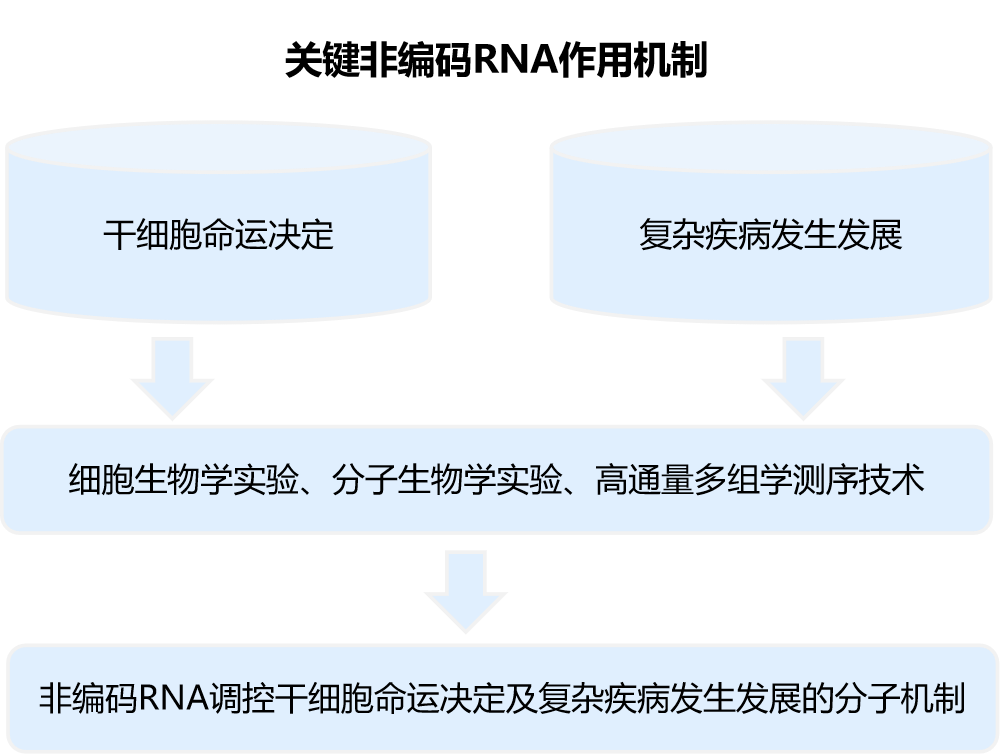 关键非编码RNA作用机制
干细胞命运决定
复杂疾病发生发展
细胞生物学实验、分子生物学实验、高通量多组学测序技术
非编码RNA调控干细胞命运决定及复杂疾病发生发展的分子机制